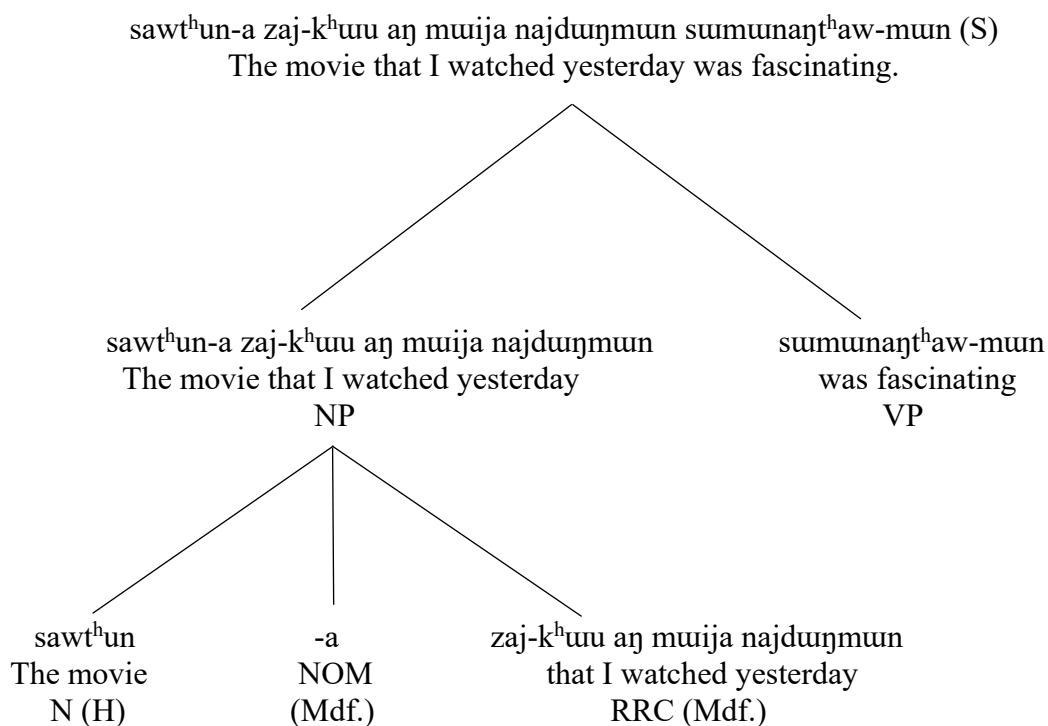 sawtʰun-a zaj-kʰɯu aŋ mɯija najdɯŋmɯn sɯmɯnaŋtʰaw-mɯn (S)
The movie that I watched yesterday was fascinating.
sawtʰun-a zaj-kʰɯu aŋ mɯija najdɯŋmɯn
The movie that I watched yesterday
NP
sɯmɯnaŋtʰaw-mɯn
was fascinating
VP
sawtʰun
The movie
N (H)
-a
NOM
(Mdf.)
zaj-kʰɯu aŋ mɯija najdɯŋmɯn
that I watched yesterday
RRC (Mdf.)